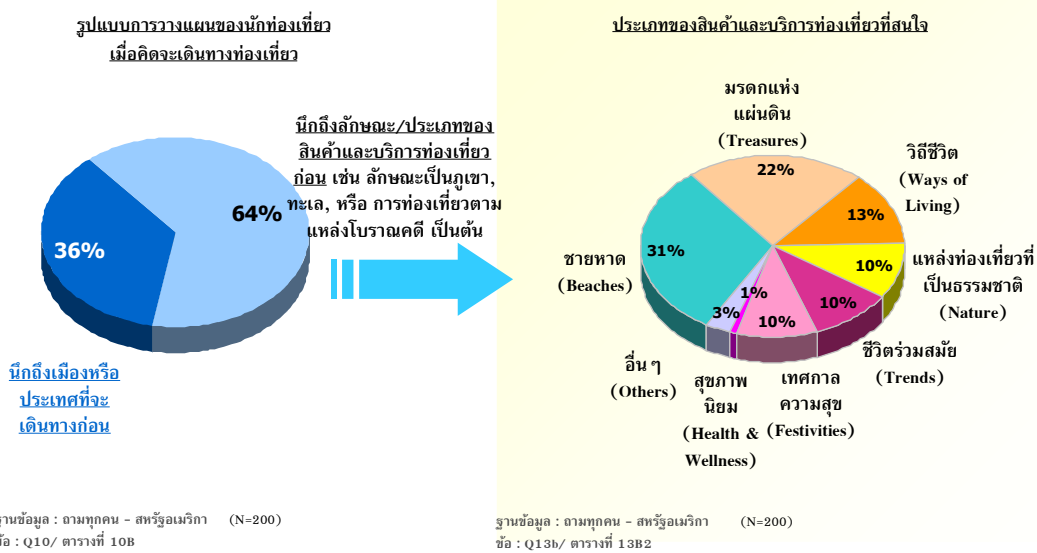 รูปแบบการวางแผนของนักท่องเที่ยว
เมื่อคิดจะเดินทางท่องเที่ยว
64%
36%
นึกถึงเมืองหรือ
ประเทศที่จะ
เดินทางก่อน
นึกถึงลักษณะ/ประเภทของ
สินค้าและบริการท่องเที่ยว
ก่อน เช่น ลักษณะเป็นภูเขา,
ทะเล, หรือ การท่องเที่ยวตาม
แหล่งโบราณคดี เป็นต้น
ฐานข้อมูล : ถามทุกคน - สหรัฐอเมริกา (N=200)
ข้อ : Q10/ ตารางที่ 10B
ประเภทของสินค้าและบริการท่องเที่ยวที่สนใจ
มรดกแห่ง
แผ่นดิน
(Treasures)
22%
วิถีชีวิต
(Ways of
Living)
13%
แหล่งท่องเที่ยวที่
เป็นธรรมชาติ
(Nature)
10%
ชีวิตร่วมสมัย
(Trends)
10%
เทศกาล
ความสุข
(Festivities)
10%
สุขภาพ
นิยม
(Health &
Wellness)
1%
อื่น ๆ
(Others)
3%
ชายหาด
(Beaches)
31%
ฐานข้อมูล : ถามทุกคน - สหรัฐอเมริกา (N=200)
ข้อ : Q13b/ ตารางที่ 13B2